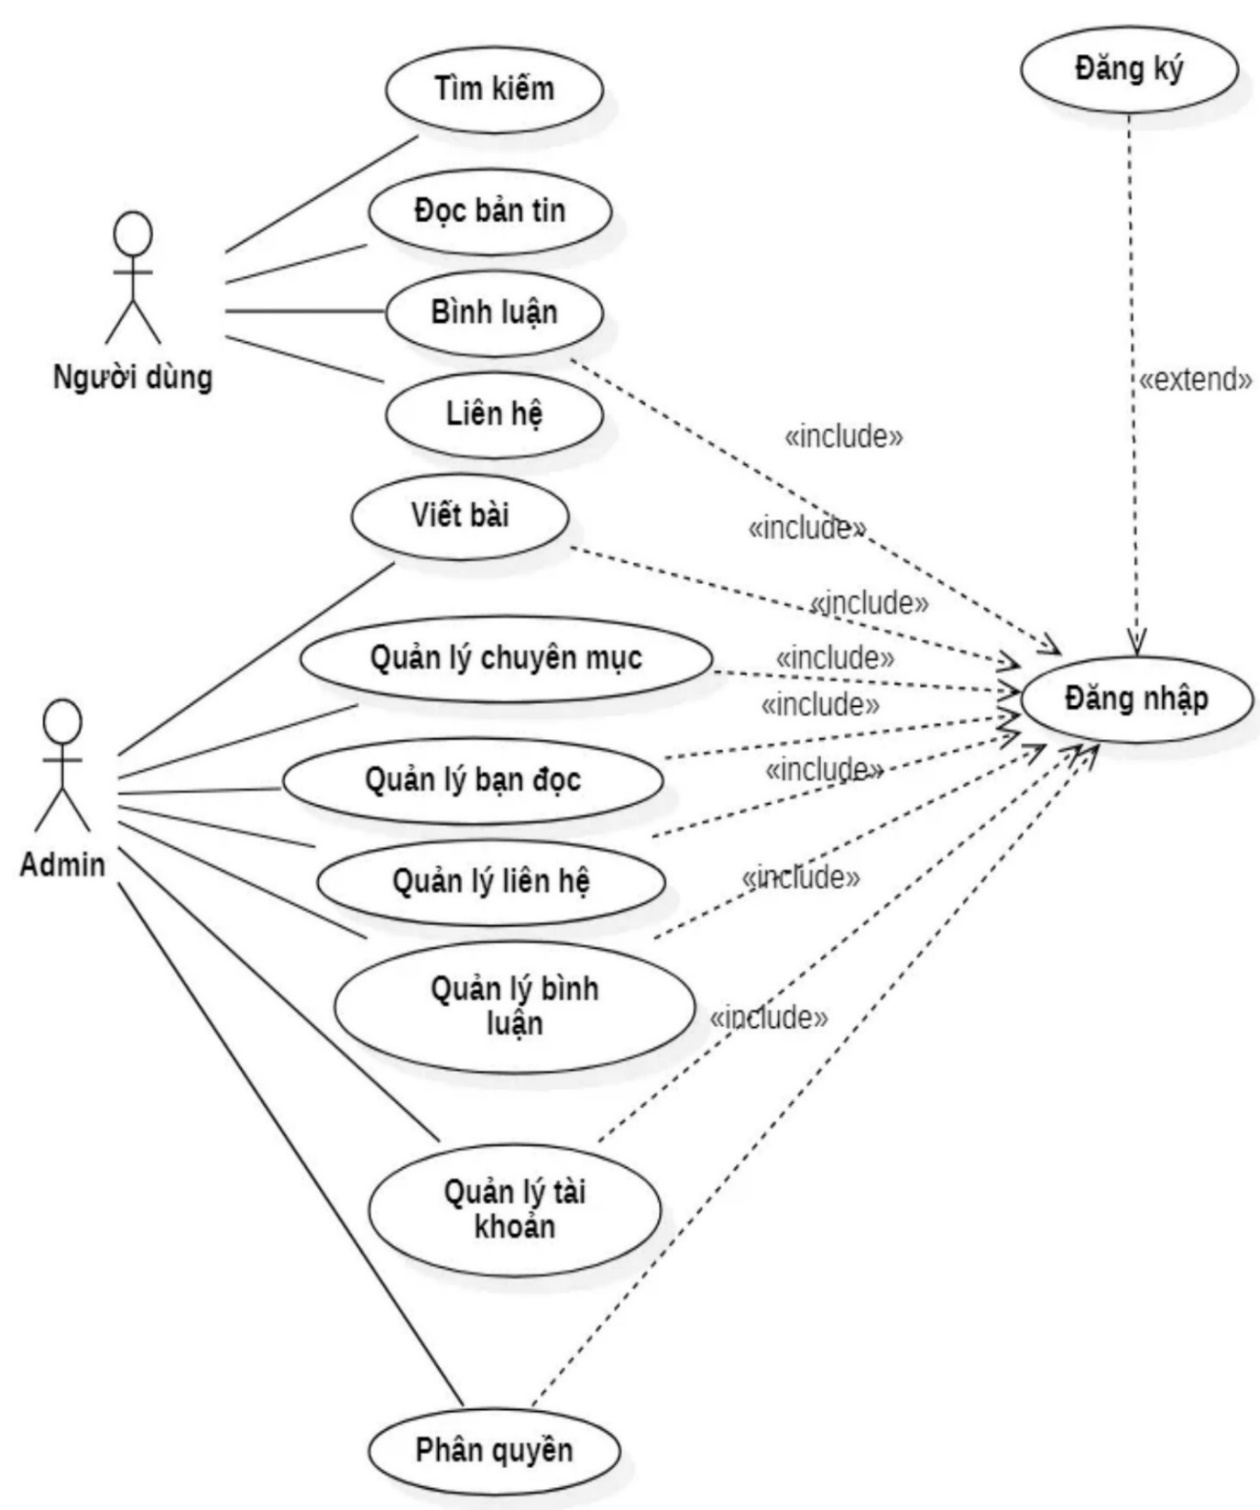 Tìm kiếm
Đăng ký
Đọc bản tin
Bình luận
Người dùng
«extend»
Liên hệ
«include»
Viết bài
«include»
«include»
Quản lý chuyên mục
«include»
Đăng nhập
«include»
Quản lý bạn đọc
«include»
Admin
Quản lý liên hệ
«include»
Quản lý bình
luận
«include»
Quản lý tài
khoản
Phân quyền